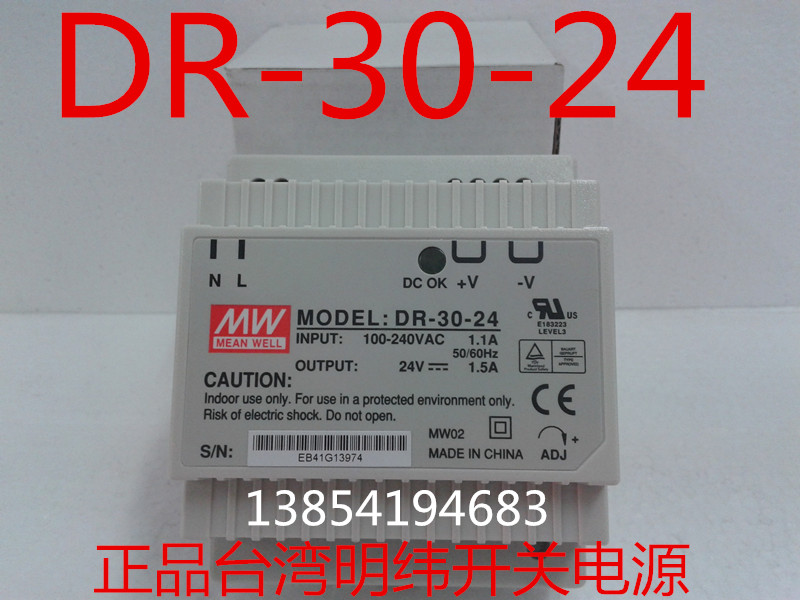 DR-30-24
N L
DC OK +V -V
MW
MEAN WELL
MODEL: DR-30-24
INPUT: 100-240VAC 1.1A
50/60Hz
OUTPUT: 24V 1.5A
c US
E183223
LEVEL3
CAUTION:
Indoor use only. For use in a protected environment only.
Risk of electric shock. Do not open.
CE
S/N:
EB41G13974
MW02
MADE IN CHINA
ADJ +
13854194683
正品台湾明纬开关电源